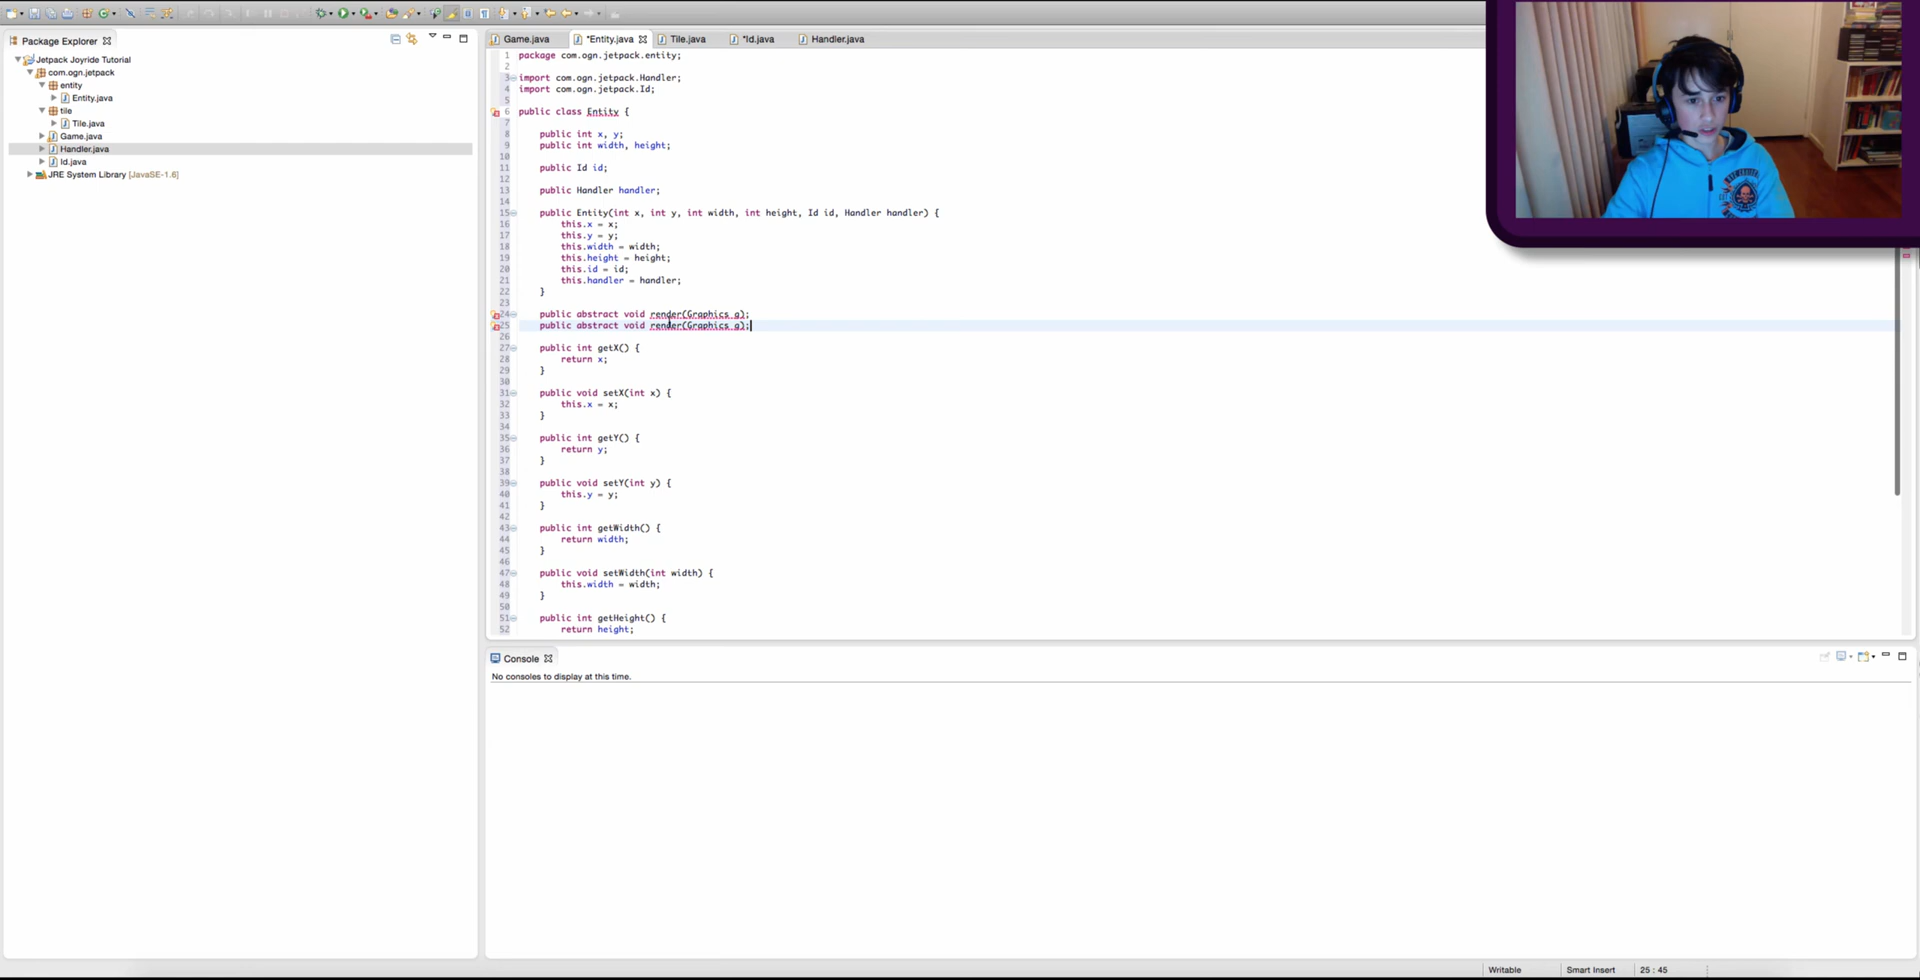 Package Explorer
Jetpack Joyride Tutorial
com.ogn.jetpack
entity
Entity.java
tile
Tile.java
Game.java
Handler.java
Id.java
JRE System Library [JavaSE-1.6]
Game.java *Entity.java Tile.java *Id.java Handler.java
1 package com.ogn.jetpack.entity;
2
3 import com.ogn.jetpack.Handler;
4 import com.ogn.jetpack.Id;
5
6 public class Entity {
7
8 public int x, y;
9 public int width, height;
10
11 public Id id;
12
13 public Handler handler;
14
15 public Entity(int x, int y, int width, int height, Id id, Handler handler) {
16 this.x = x;
17 this.y = y;
18 this.width = width;
19 this.height = height;
20 this.id = id;
21 this.handler = handler;
22 }
23
24 public abstract void render(Graphics g);
25 public abstract void render(Graphics g);
26
27 public int getX() {
28 return x;
29 }
30
31 public void setX(int x) {
32 this.x = x;
33 }
34
35 public int getY() {
36 return y;
37 }
38
39 public void setY(int y) {
40 this.y = y;
41 }
42
43 public int getWidth() {
44 return width;
45 }
46
47 public void setWidth(int width) {
48 this.width = width;
49 }
50
51 public int getHeight() {
52 return height;
Console
No consoles to display at this time.
Writable Smart Insert 25 : 45